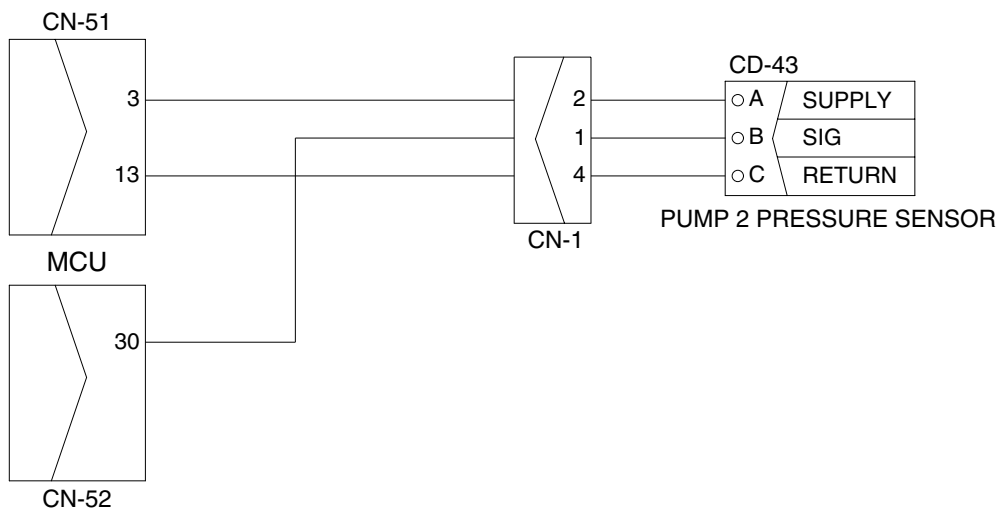 CN-51
3
13
MCU
30
CN-52
2
1
4
CN-1
CD-43
A SUPPLY
B SIG
C RETURN
PUMP 2 PRESSURE SENSOR